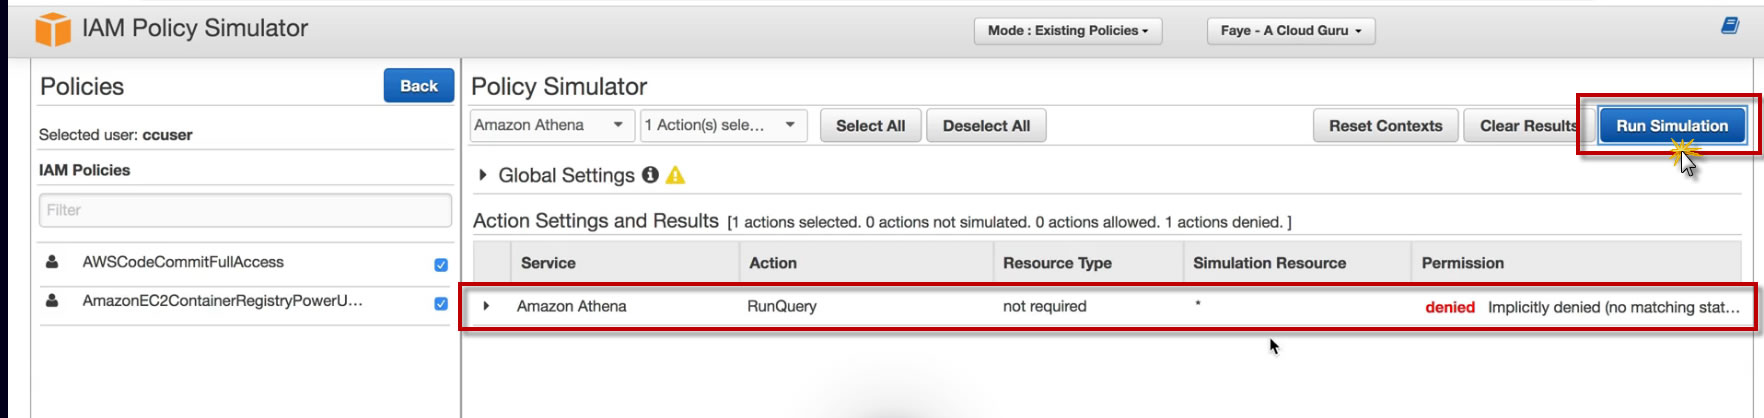 IAM Policy Simulator
Mode : Existing Policies
Faye - A Cloud Guru
Policies
Back
Selected user: ccuser
IAM Policies
Filter
AWSCodeCommitFullAccess
AmazonEC2ContainerRegistryPowerU...
Policy Simulator
Amazon Athena
1 Action(s) sele...
Select All
Deselect All
Reset Contexts
Clear Results
Run Simulation
Global Settings
Action Settings and Results [1 actions selected. 0 actions not simulated. 0 actions allowed. 1 actions denied. ]
Service Action Resource Type Simulation Resource Permission
Amazon Athena RunQuery not required * denied Implicitly denied (no matching stat...